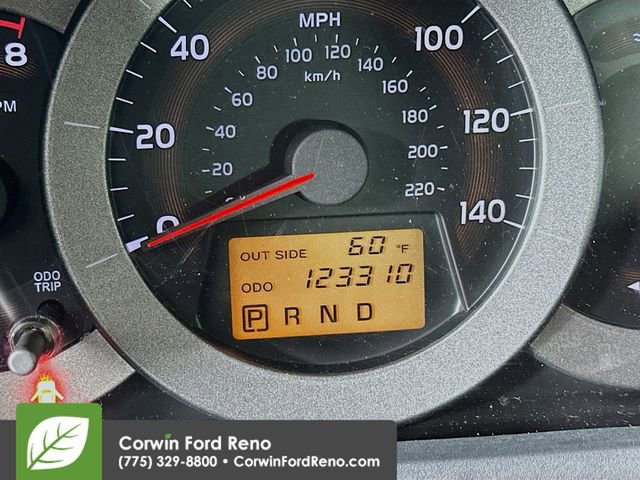 8
PM
MPH
km/h
0
20
40
100
120
140
20
40
60
80
100
120
140
160
180
200
220
OUT SIDE 60 °F
ODO 123310
P R N D
ODO
TRIP
Corwin Ford Reno
(775) 329-8800 • CorwinFordReno.com